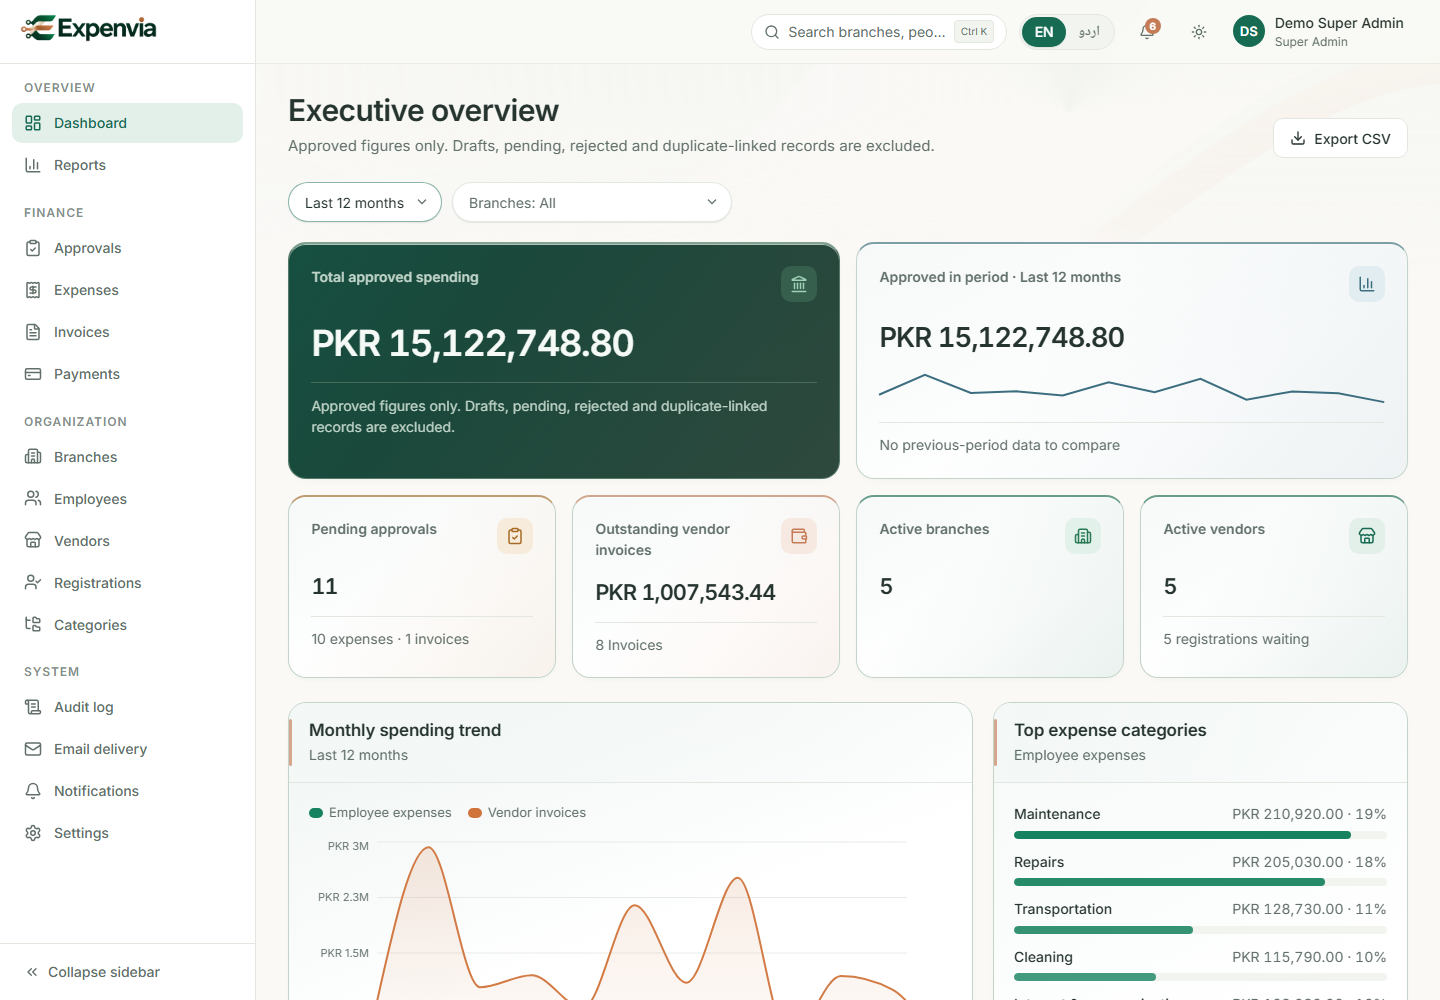 Expenvia
Search branches, peo...
Ctrl K
EN
اردو
6
DS
Demo Super Admin
Super Admin
OVERVIEW
Dashboard
Reports
FINANCE
Approvals
Expenses
Invoices
Payments
ORGANIZATION
Branches
Employees
Vendors
Registrations
Categories
SYSTEM
Audit log
Email delivery
Notifications
Settings
Collapse sidebar
Executive overview
Approved figures only. Drafts, pending, rejected and duplicate-linked records are excluded.
Export CSV
Last 12 months
Branches: All
Total approved spending
PKR 15,122,748.80
Approved figures only. Drafts, pending, rejected and duplicate-linked
records are excluded.
Approved in period · Last 12 months
PKR 15,122,748.80
No previous-period data to compare
Pending approvals
11
10 expenses · 1 invoices
Outstanding vendor
invoices
PKR 1,007,543.44
8 Invoices
Active branches
5
Active vendors
5
5 registrations waiting
Monthly spending trend
Last 12 months
Employee expenses
Vendor invoices
PKR 3M
PKR 2.3M
PKR 1.5M
Top expense categories
Employee expenses
Maintenance
PKR 210,920.00 · 19%
Repairs
PKR 205,030.00 · 18%
Transportation
PKR 128,730.00 · 11%
Cleaning
PKR 115,790.00 · 10%